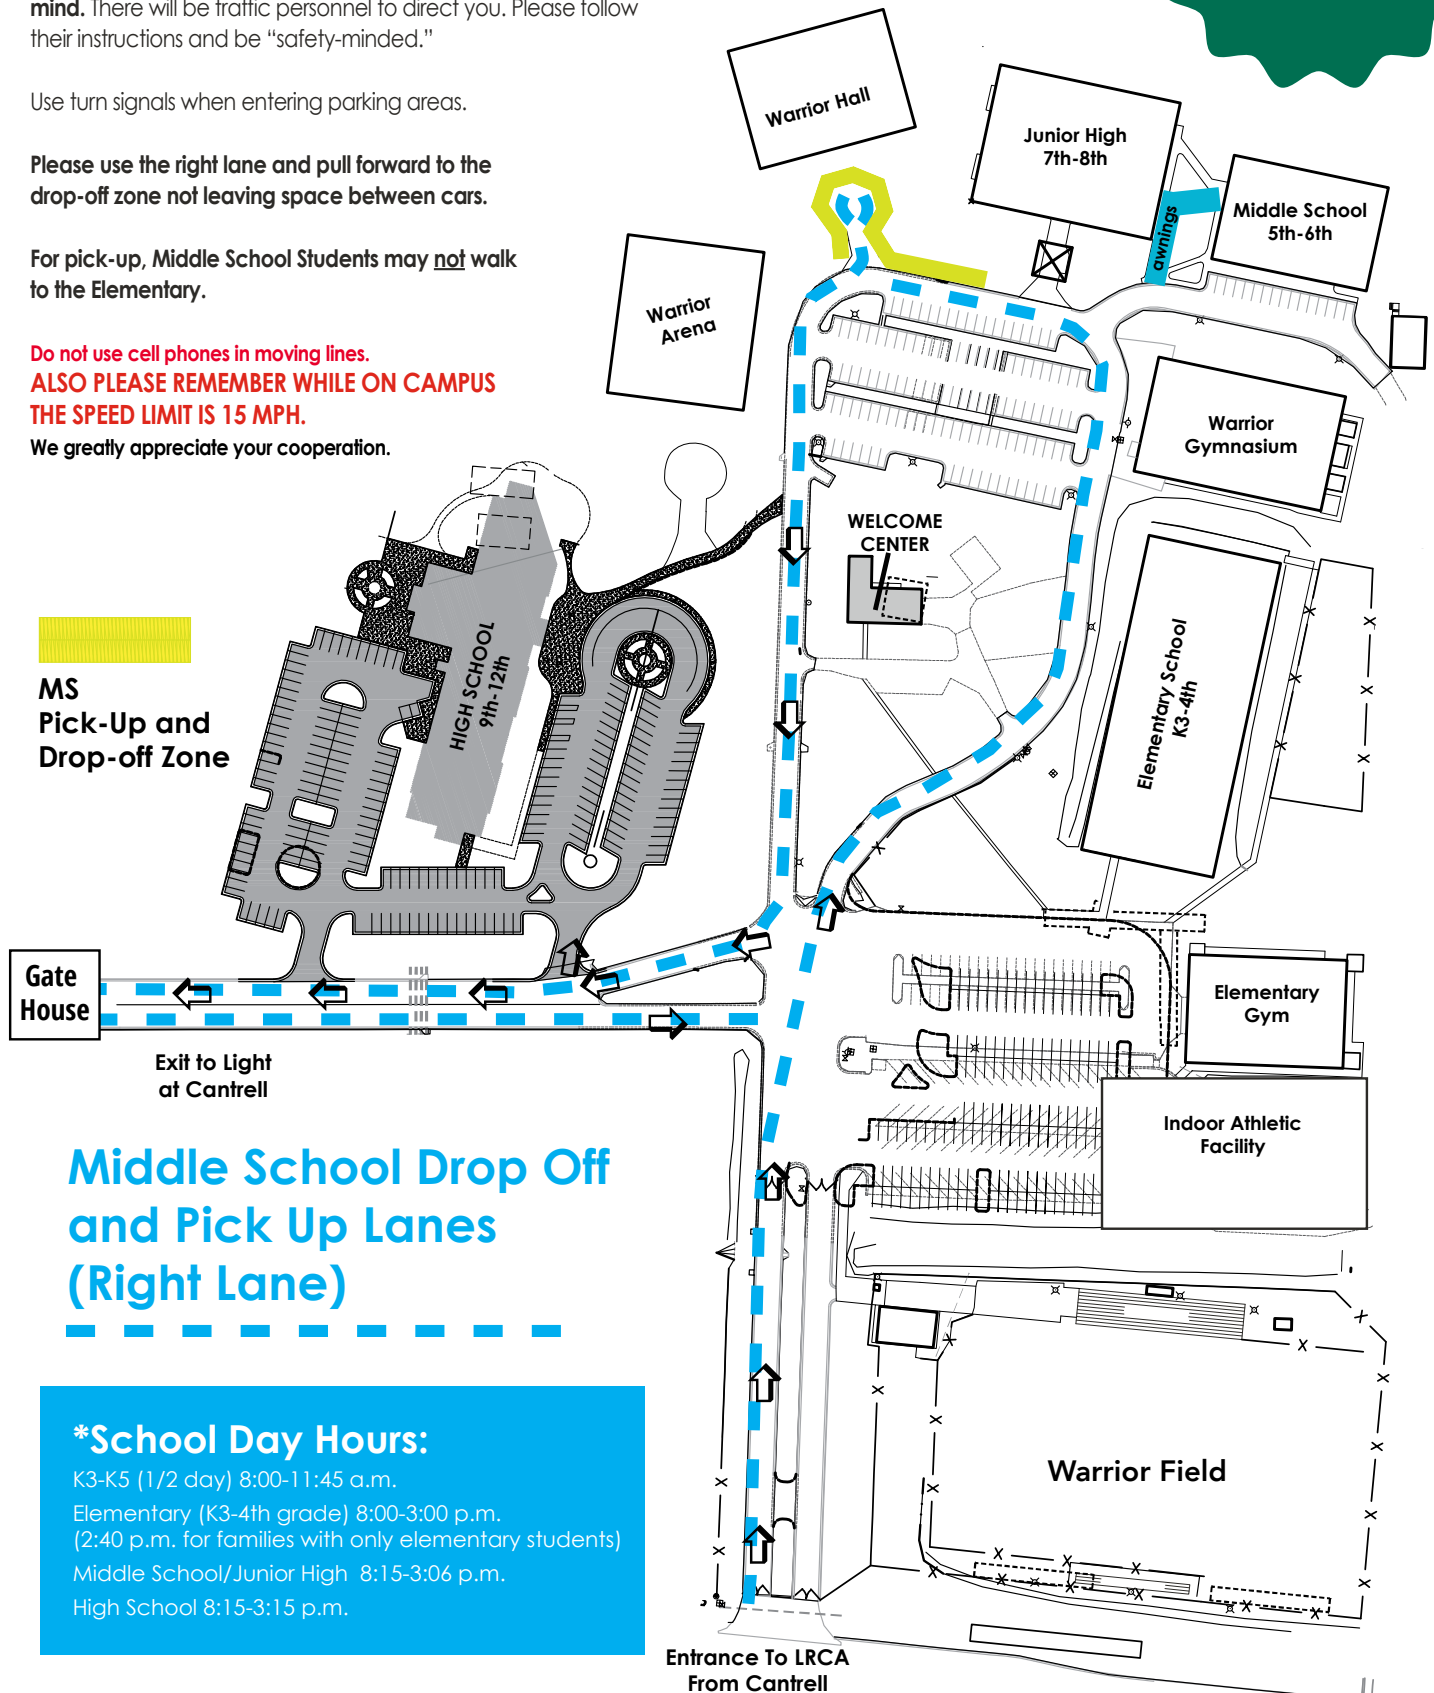 mind. There will be traffic personnel to direct you. Please follow
their instructions and be “safety-minded.”
Use turn signals when entering parking areas.
Please use the right lane and pull forward to the
drop-off zone not leaving space between cars.
For pick-up, Middle School Students may not walk
to the Elementary.
Do not use cell phones in moving lines.
ALSO PLEASE REMEMBER WHILE ON CAMPUS
THE SPEED LIMIT IS 15 MPH.
We greatly appreciate your cooperation.
Warrior Hall
Junior High
7th-8th
awnings
Middle School
5th-6th
Warrior
Arena
Warrior
Gymnasium
WELCOME
CENTER
HIGH SCHOOL
9th-12th
Elementary School
K3-4th
MS
Pick-Up and
Drop-off Zone
Gate
House
Exit to Light
at Cantrell
Elementary
Gym
Indoor Athletic
Facility
Middle School Drop Off
and Pick Up Lanes
(Right Lane)
*School Day Hours:
K3-K5 (1/2 day) 8:00-11:45 a.m.
Elementary (K3-4th grade) 8:00-3:00 p.m.
(2:40 p.m. for families with only elementary students)
Middle School/Junior High 8:15-3:06 p.m.
High School 8:15-3:15 p.m.
Warrior Field
Entrance To LRCA
From Cantrell